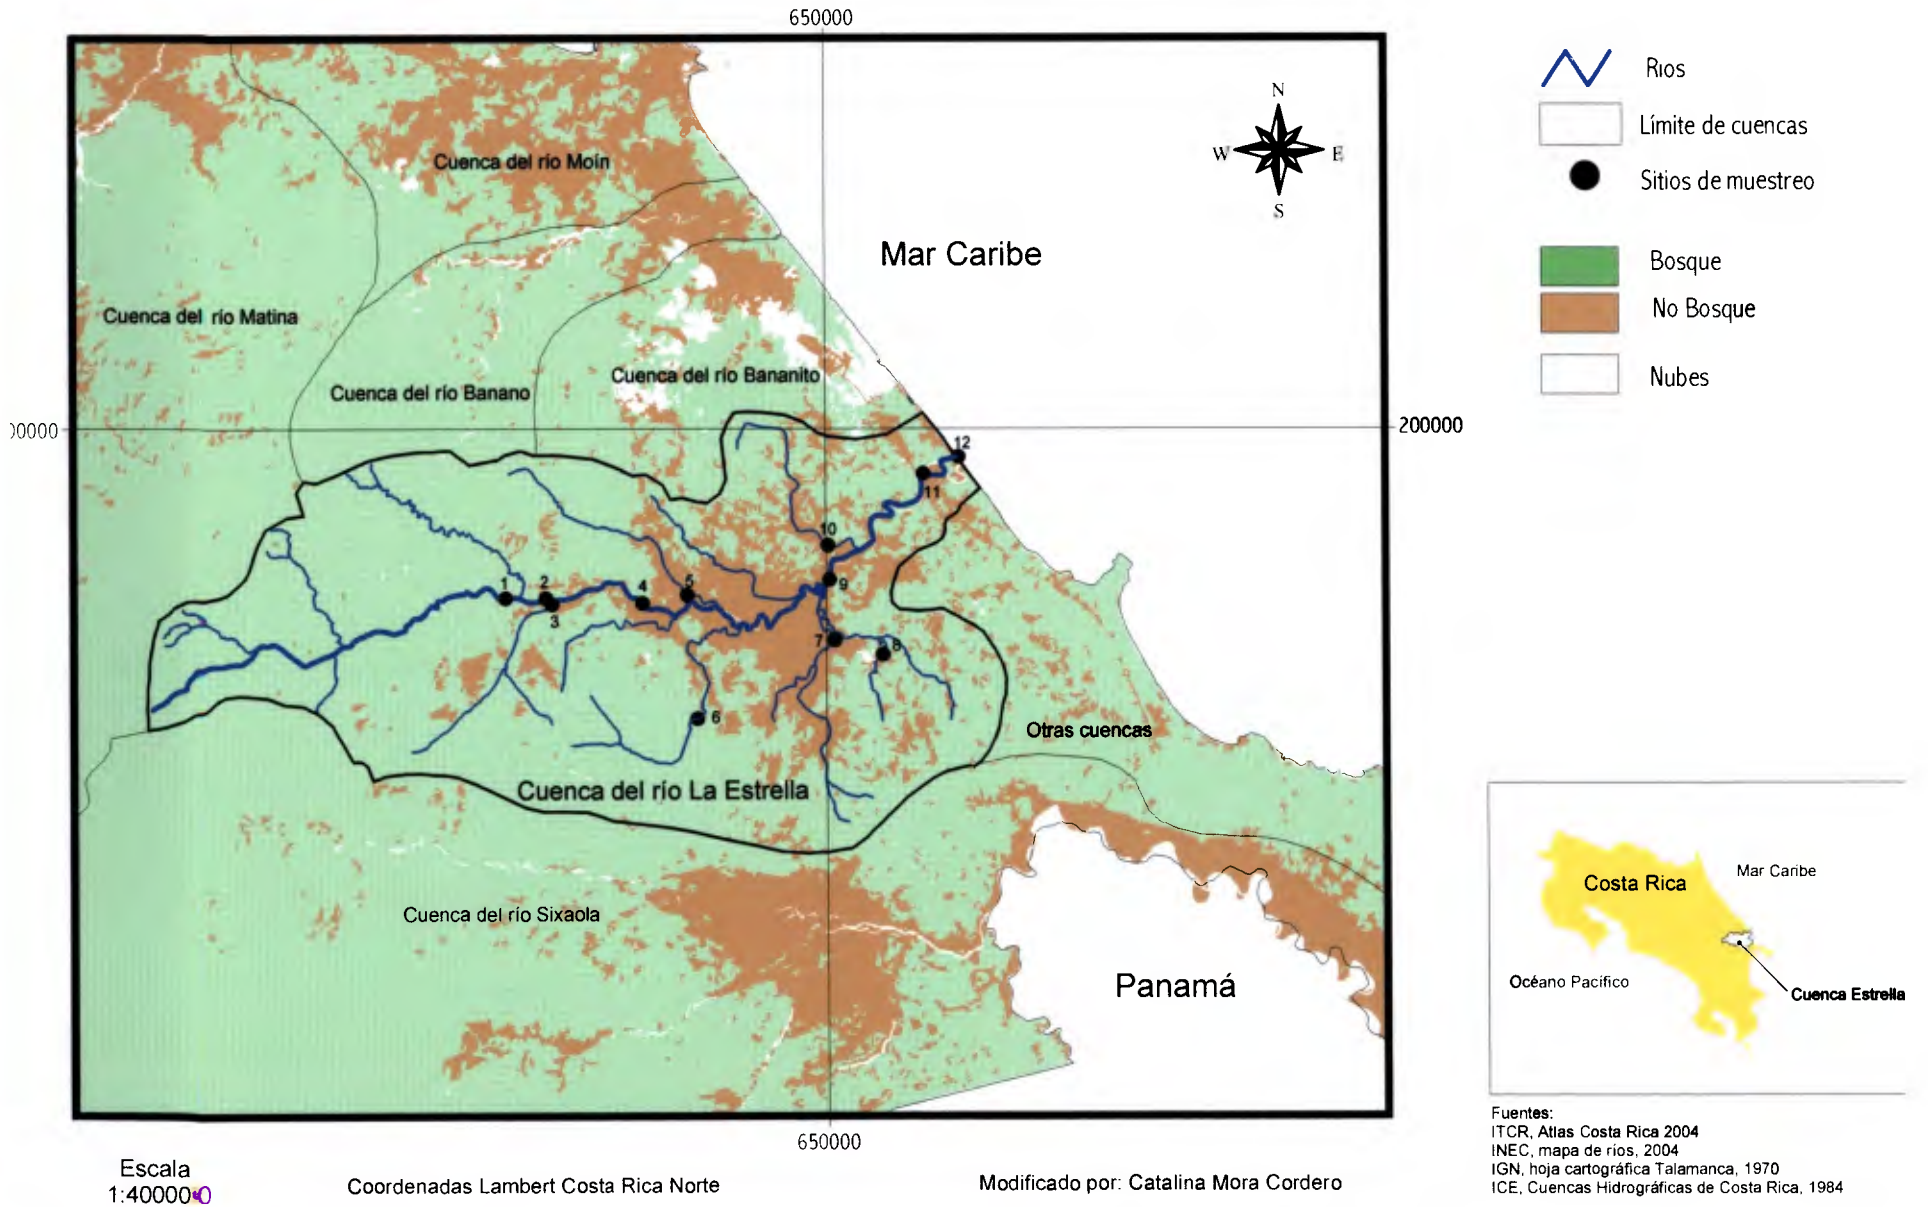 650000
N
W
E
S
Rios
Límite de cuencas
Sitios de muestreo
Bosque
No Bosque
Nubes
Cuenca del río Moín
Mar Caribe
Cuenca del río Matina
Cuenca del río Banano
Cuenca del río Bananito
00000
200000
12
11
10
9
1
2
3
4
5
7
8
6
Otras cuencas
Cuenca del río La Estrella
Cuenca del río Sixaola
Panamá
650000
Costa Rica
Mar Caribe
Océano Pacífico
Cuenca Estrella
Escala
1:400000
Coordenadas Lambert Costa Rica Norte
Modificado por: Catalina Mora Cordero
Fuentes:
ITCR, Atlas Costa Rica 2004
INEC, mapa de ríos, 2004
IGN, hoja cartográfica Talamanca, 1970
ICE, Cuencas Hidrográficas de Costa Rica, 1984